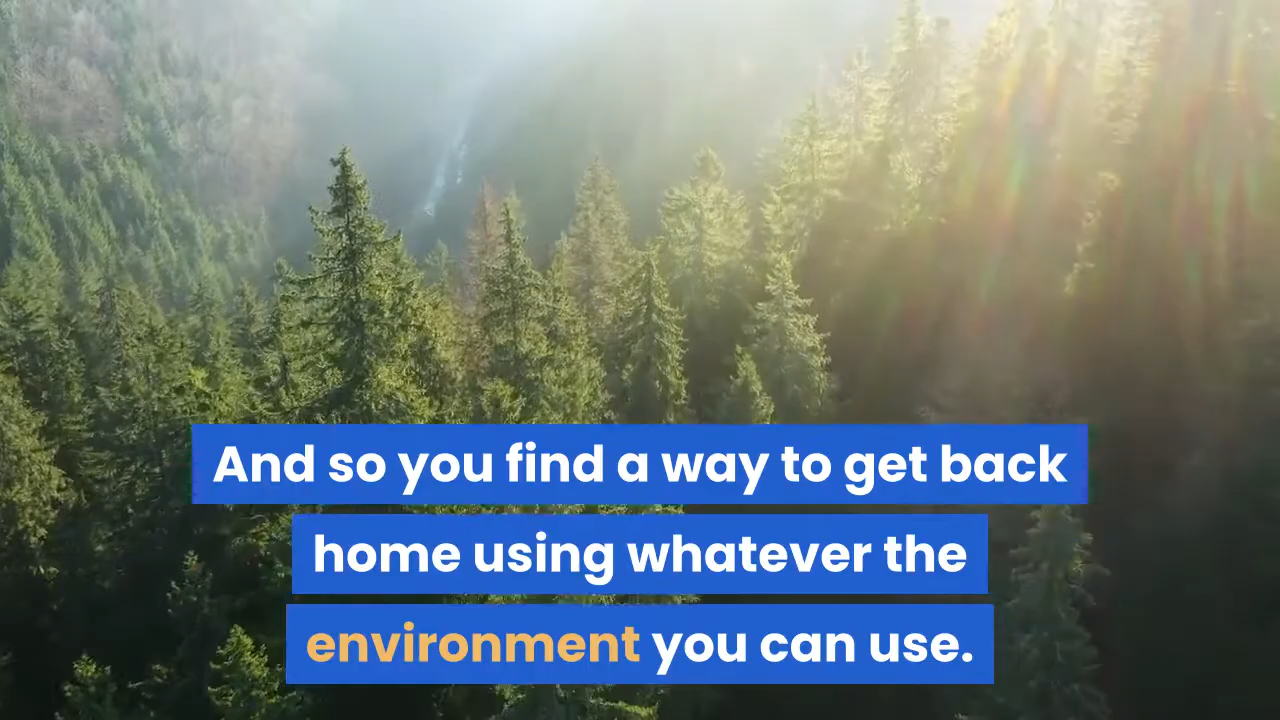 And so you find a way to get back
home using whatever the
environment you can use.